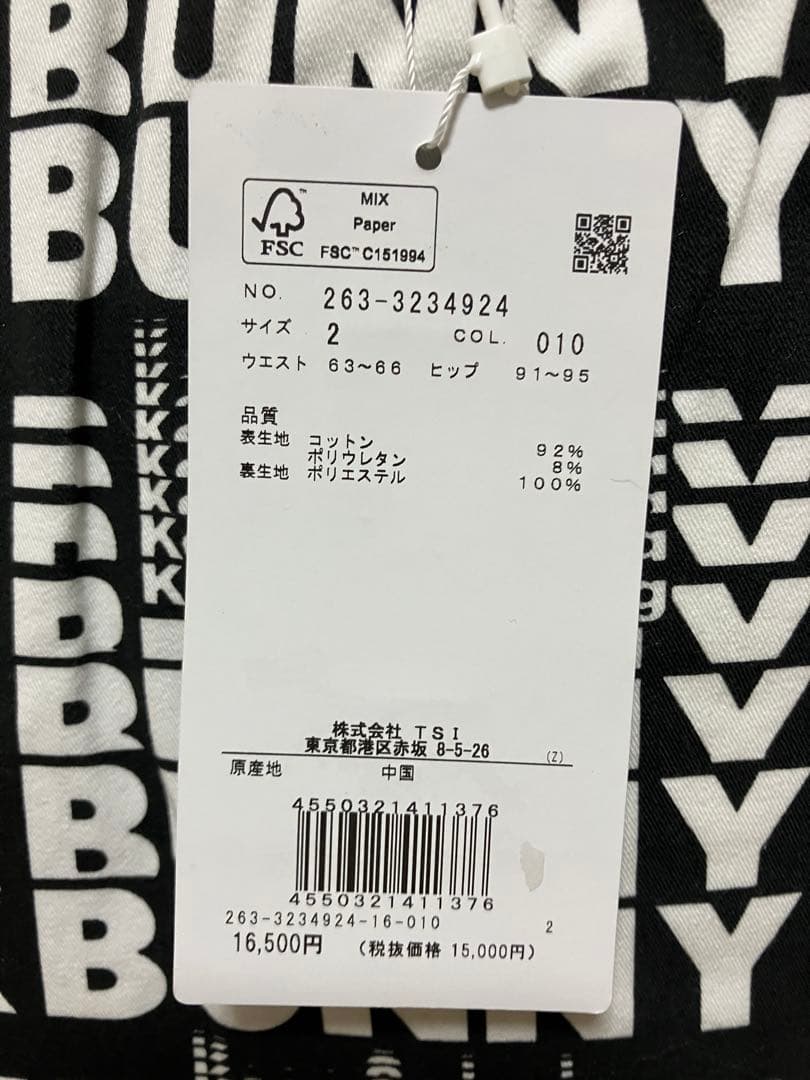 BUNNY
BUNNY
MIX
Paper
FSC™ C151994
FSC
NO. 263-3234924
サイズ 2 COL. 010
ウエスト 63～66 ヒップ 91～95
品質
表生地 コットン 92%
ポリウレタン 8%
裏生地 ポリエステル 100%
株式会社 TSI
東京都港区赤坂 8-5-26 (Z)
原産地 中国
4550321411376
4550321411376
263-3234924-16-010 2
16,500円 (税抜価格 15,000円)
BUNNY